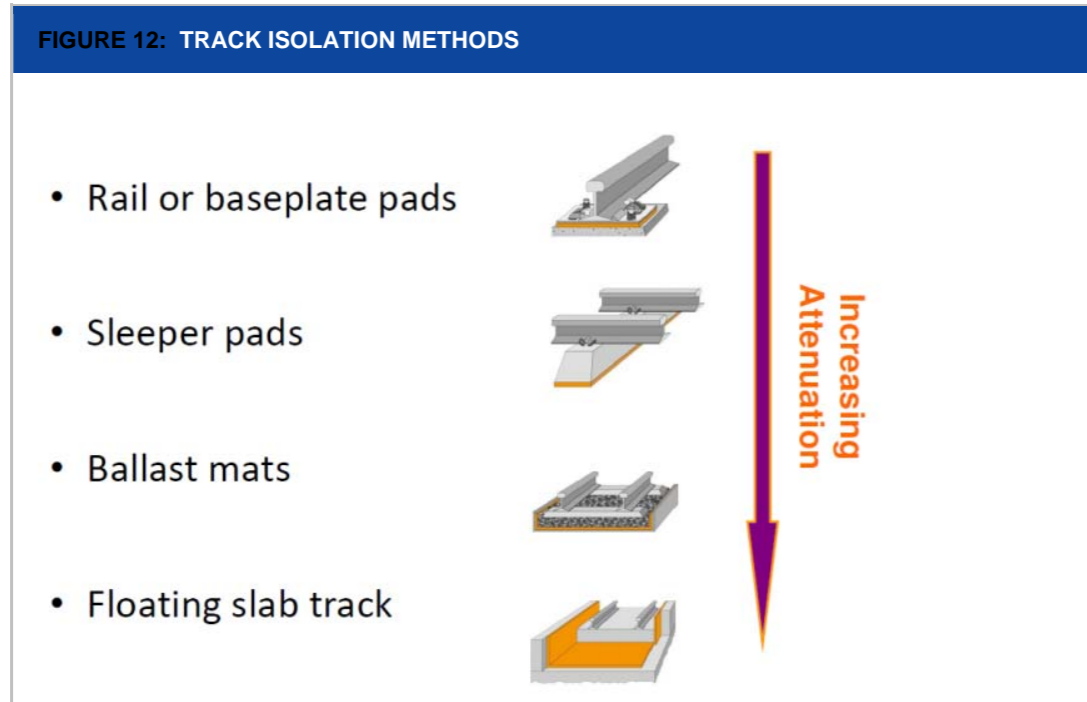 FIGURE 12: TRACK ISOLATION METHODS
• Rail or baseplate pads
• Sleeper pads
• Ballast mats
• Floating slab track
Increasing
Attenuation